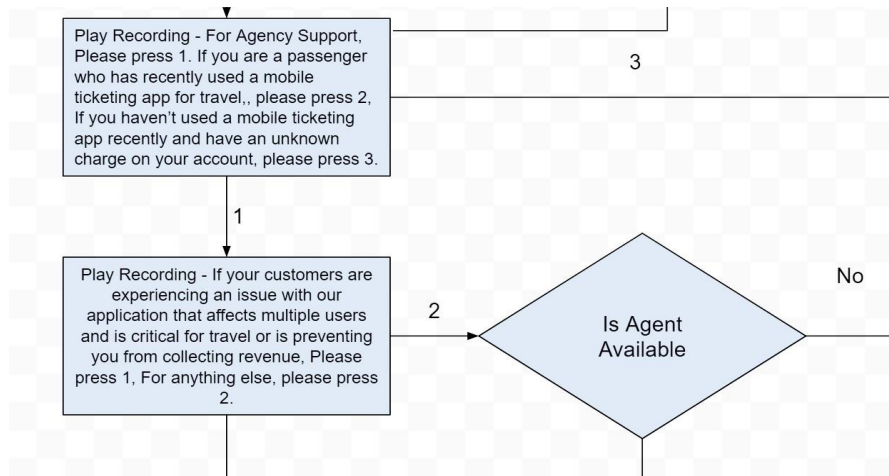 Play Recording - For Agency Support,
Please press 1. If you are a passenger
who has recently used a mobile
ticketing app for travel,, please press 2,
If you haven't used a mobile ticketing
app recently and have an unknown
charge on your account, please press 3.
3
1
Play Recording - If your customers are
experiencing an issue with our
application that affects multiple users
and is critical for travel or is preventing
you from collecting revenue, Please
press 1, For anything else, please press
2.
2
Is Agent
Available
No